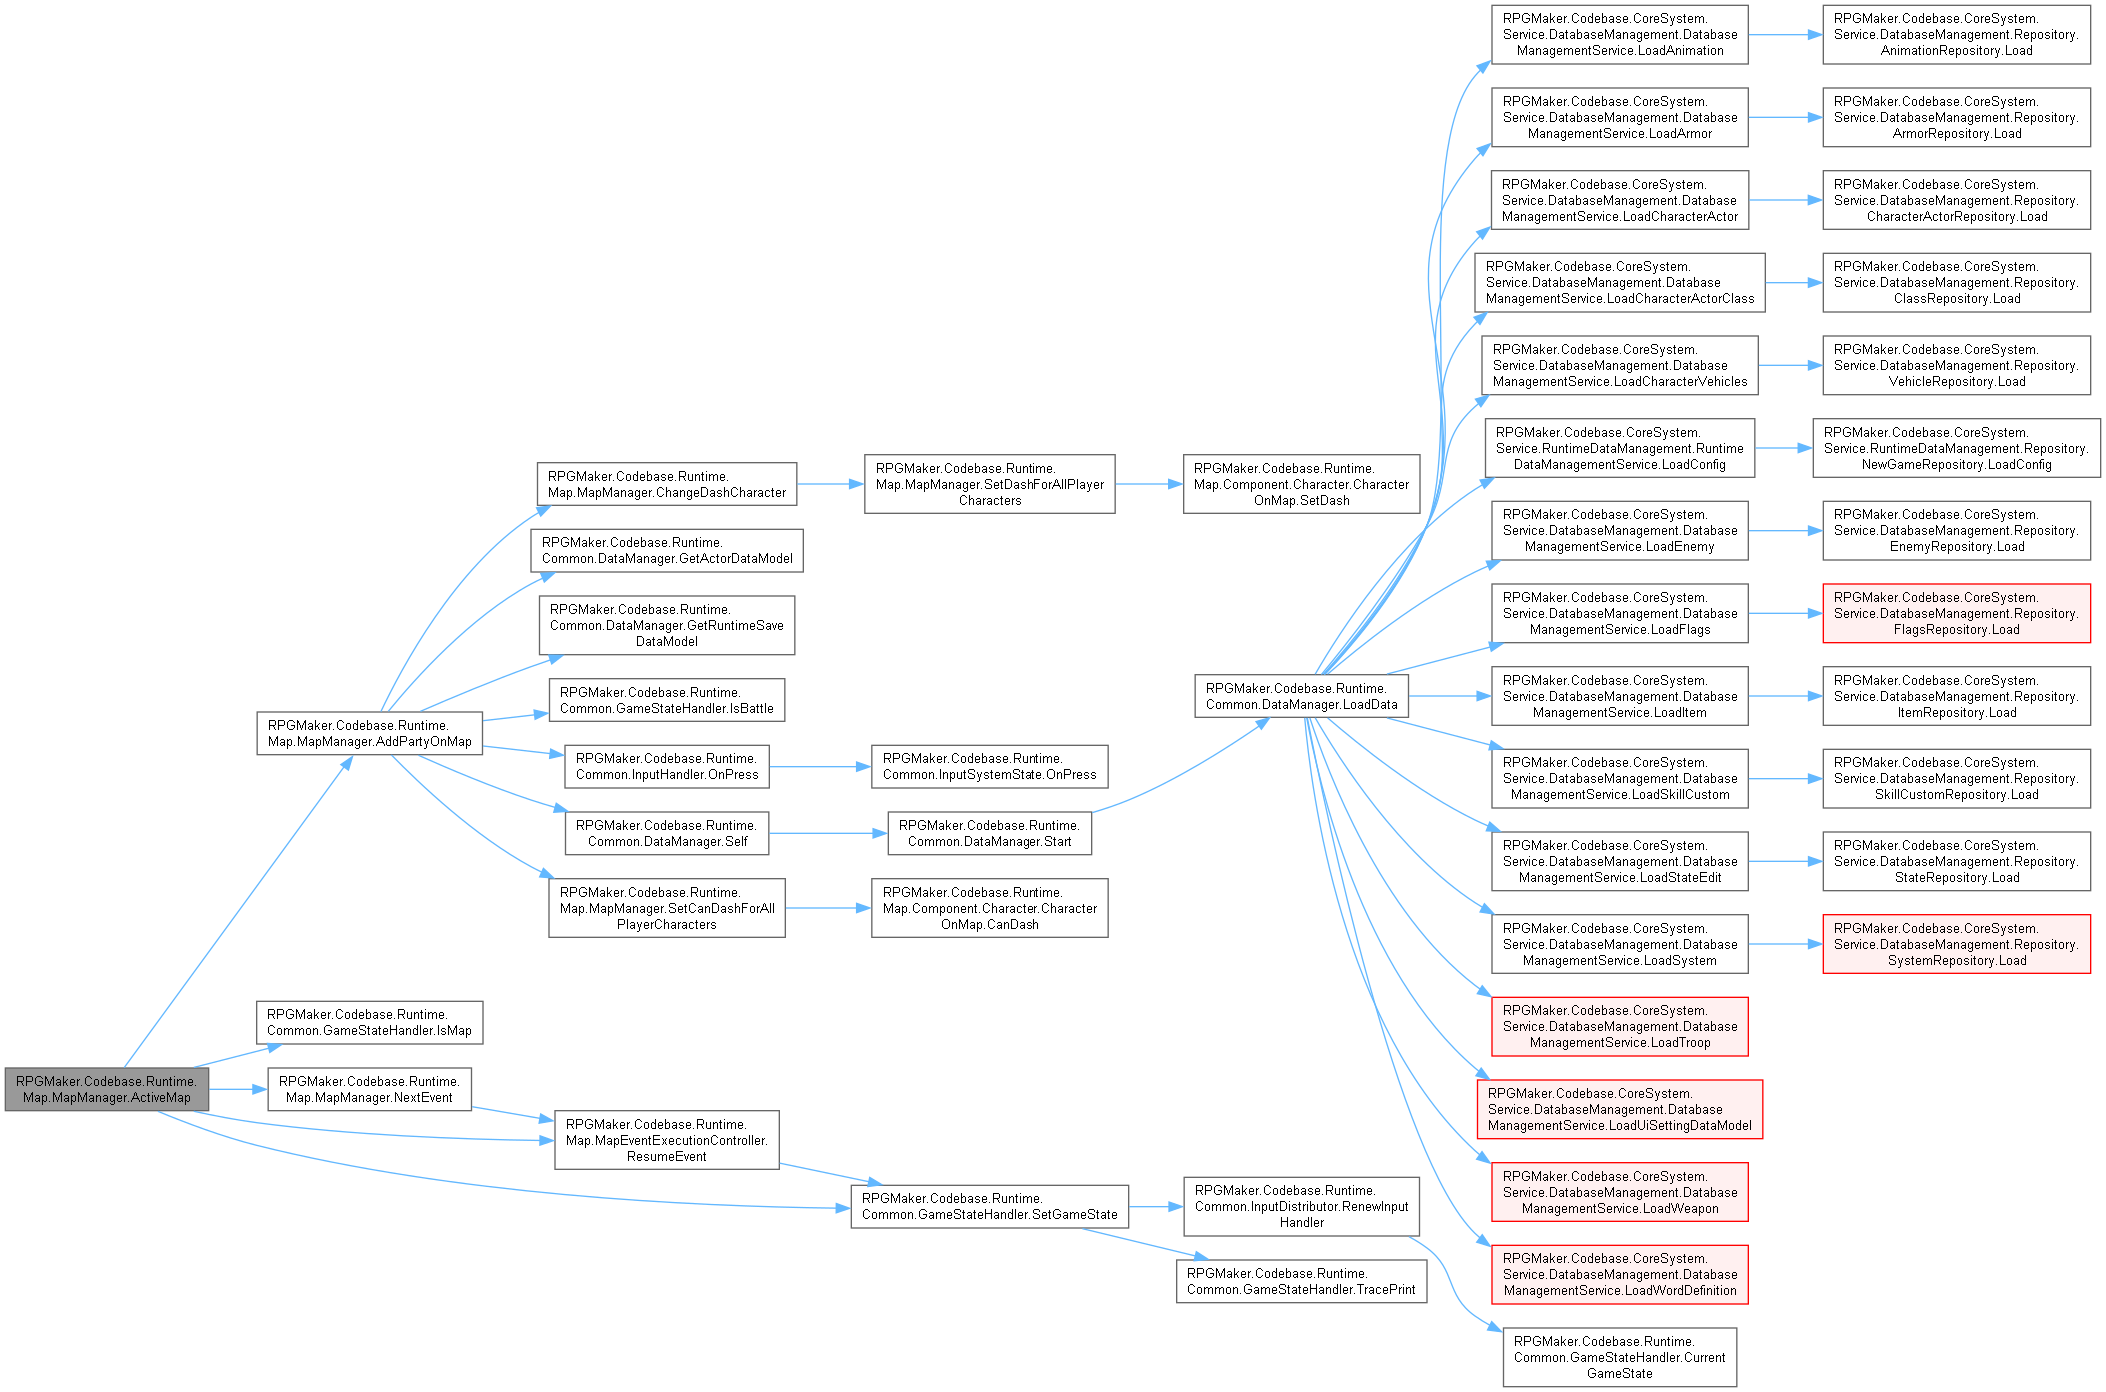 RPGMaker.Codebase.CoreSystem.
Service.DatabaseManagement.Database
ManagementService.LoadAnimation
RPGMaker.Codebase.CoreSystem.
Service.DatabaseManagement.Repository.
AnimationRepository.Load
RPGMaker.Codebase.CoreSystem.
Service.DatabaseManagement.Database
ManagementService.LoadArmor
RPGMaker.Codebase.CoreSystem.
Service.DatabaseManagement.Repository.
ArmorRepository.Load
RPGMaker.Codebase.CoreSystem.
Service.DatabaseManagement.Database
ManagementService.LoadCharacterActor
RPGMaker.Codebase.CoreSystem.
Service.DatabaseManagement.Repository.
CharacterActorRepository.Load
RPGMaker.Codebase.CoreSystem.
Service.DatabaseManagement.Database
ManagementService.LoadCharacterActorClass
RPGMaker.Codebase.CoreSystem.
Service.DatabaseManagement.Repository.
ClassRepository.Load
RPGMaker.Codebase.CoreSystem.
Service.DatabaseManagement.Database
ManagementService.LoadCharacterVehicles
RPGMaker.Codebase.CoreSystem.
Service.DatabaseManagement.Repository.
VehicleRepository.Load
RPGMaker.Codebase.CoreSystem.
Service.RuntimeDataManagement.Runtime
DataManagementService.LoadConfig
RPGMaker.Codebase.CoreSystem.
Service.RuntimeDataManagement.Repository.
NewGameRepository.LoadConfig
RPGMaker.Codebase.Runtime.
Map.MapManager.ChangeDashCharacter
RPGMaker.Codebase.Runtime.
Map.MapManager.SetDashForAllPlayer
Characters
RPGMaker.Codebase.Runtime.
Map.Component.Character.Character
OnMap.SetDash
RPGMaker.Codebase.CoreSystem.
Service.DatabaseManagement.Database
ManagementService.LoadEnemy
RPGMaker.Codebase.CoreSystem.
Service.DatabaseManagement.Repository.
EnemyRepository.Load
RPGMaker.Codebase.Runtime.
Common.DataManager.GetActorDataModel
RPGMaker.Codebase.CoreSystem.
Service.DatabaseManagement.Database
ManagementService.LoadFlags
RPGMaker.Codebase.CoreSystem.
Service.DatabaseManagement.Repository.
FlagsRepository.Load
RPGMaker.Codebase.Runtime.
Common.DataManager.GetRuntimeSave
DataModel
RPGMaker.Codebase.Runtime.
Common.GameStateHandler.IsBattle
RPGMaker.Codebase.Runtime.
Common.DataManager.LoadData
RPGMaker.Codebase.CoreSystem.
Service.DatabaseManagement.Database
ManagementService.LoadItem
RPGMaker.Codebase.CoreSystem.
Service.DatabaseManagement.Repository.
ItemRepository.Load
RPGMaker.Codebase.Runtime.
Map.MapManager.AddPartyOnMap
RPGMaker.Codebase.Runtime.
Common.InputHandler.OnPress
RPGMaker.Codebase.Runtime.
Common.InputSystemState.OnPress
RPGMaker.Codebase.CoreSystem.
Service.DatabaseManagement.Database
ManagementService.LoadSkillCustom
RPGMaker.Codebase.CoreSystem.
Service.DatabaseManagement.Repository.
SkillCustomRepository.Load
RPGMaker.Codebase.Runtime.
Common.DataManager.Self
RPGMaker.Codebase.Runtime.
Common.DataManager.Start
RPGMaker.Codebase.CoreSystem.
Service.DatabaseManagement.Database
ManagementService.LoadStateEdit
RPGMaker.Codebase.CoreSystem.
Service.DatabaseManagement.Repository.
StateRepository.Load
RPGMaker.Codebase.Runtime.
Map.MapManager.SetCanDashForAll
PlayerCharacters
RPGMaker.Codebase.Runtime.
Map.Component.Character.Character
OnMap.CanDash
RPGMaker.Codebase.CoreSystem.
Service.DatabaseManagement.Database
ManagementService.LoadSystem
RPGMaker.Codebase.CoreSystem.
Service.DatabaseManagement.Repository.
SystemRepository.Load
RPGMaker.Codebase.Runtime.
Common.GameStateHandler.IsMap
RPGMaker.Codebase.CoreSystem.
Service.DatabaseManagement.Database
ManagementService.LoadTroop
RPGMaker.Codebase.Runtime.
Map.MapManager.ActiveMap
RPGMaker.Codebase.Runtime.
Map.MapManager.NextEvent
RPGMaker.Codebase.CoreSystem.
Service.DatabaseManagement.Database
ManagementService.LoadUiSettingDataModel
RPGMaker.Codebase.Runtime.
Map.MapEventExecutionController.
ResumeEvent
RPGMaker.Codebase.CoreSystem.
Service.DatabaseManagement.Database
ManagementService.LoadWeapon
RPGMaker.Codebase.Runtime.
Common.GameStateHandler.SetGameState
RPGMaker.Codebase.Runtime.
Common.InputDistributor.RenewInput
Handler
RPGMaker.Codebase.Runtime.
Common.GameStateHandler.TracePrint
RPGMaker.Codebase.CoreSystem.
Service.DatabaseManagement.Database
ManagementService.LoadWordDefinition
RPGMaker.Codebase.Runtime.
Common.GameStateHandler.Current
GameState